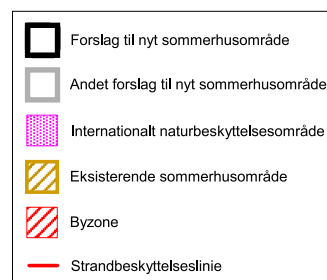 Forslag til nyt sommerhusområde
Andet forslag til nyt sommerhusområde
Internationalt naturbeskyttelsesområde
Eksisterende sommerhusområde
Byzone
Strandbeskyttelseslinie